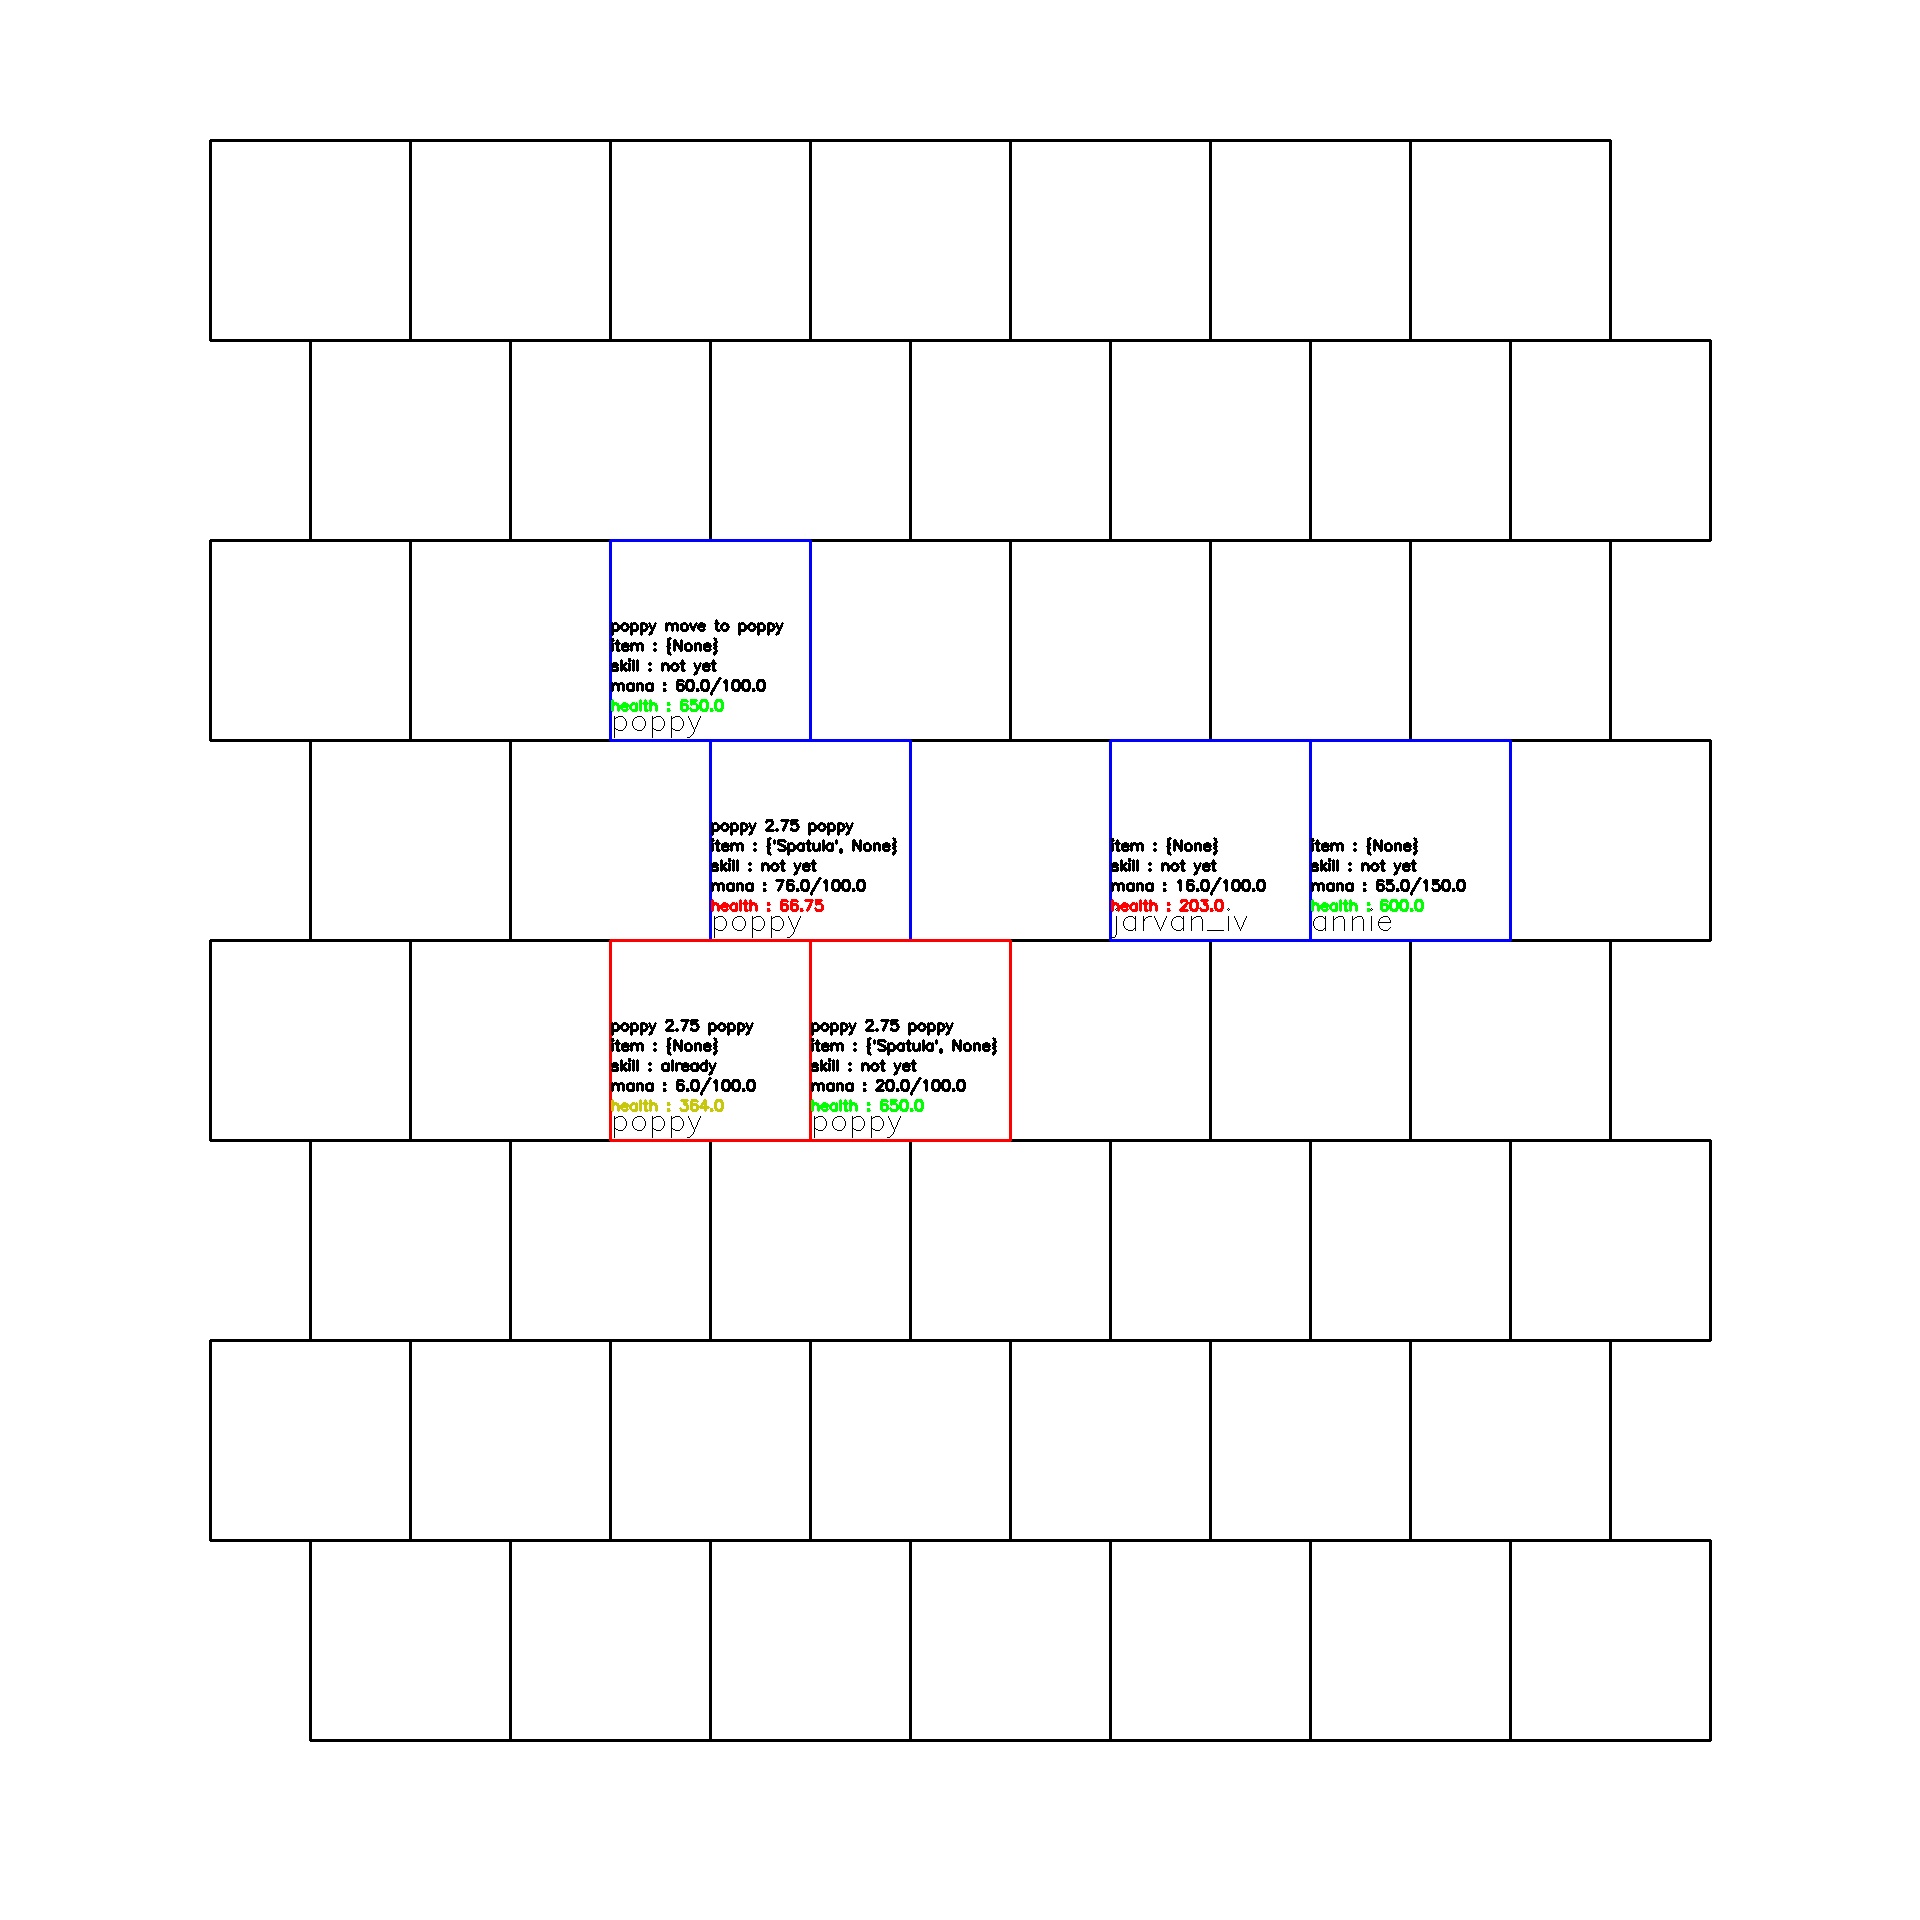 poppy move to poppy
item : {None}
skill : not yet
mana : 60.0/100.0
health : 650.0
poppy
poppy 2.75 poppy
item : {'Spatula', None}
skill : not yet
mana : 76.0/100.0
health : 66.75
poppy
item : {None}
skill : not yet
mana : 16.0/100.0
health : 203.0
jarvan_iv
item : {None}
skill : not yet
mana : 65.0/150.0
health : 600.0
annie
poppy 2.75 poppy
item : {None}
skill : already
mana : 6.0/100.0
health : 364.0
poppy
poppy 2.75 poppy
item : {'Spatula', None}
skill : not yet
mana : 20.0/100.0
health : 650.0
poppy